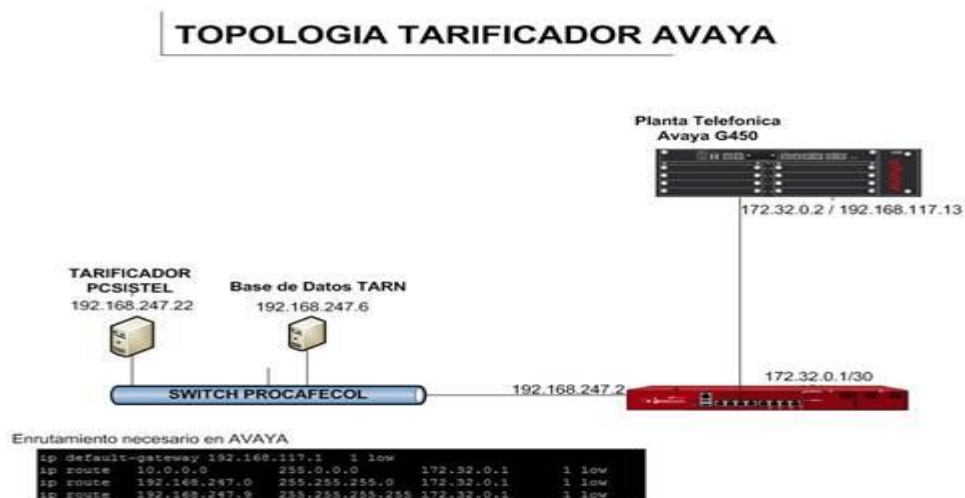 TOPOLOGIA TARIFICADOR AVAYA
Planta Telefonica
Avaya G450
172.32.0.2 / 192.168.117.13
TARIFICADOR
PCSISTEL
192.168.247.22
Base de Datos TARN
192.168.247.6
172.32.0.1/30
192.168.247.2
SWITCH PROCAFECOL
Enrutamiento necesario en AVAYA
ip default-gateway 192.168.117.1 1 low
ip route 10.0.0.0 255.0.0.0 172.32.0.1 1 low
ip route 192.168.247.0 255.255.255.0 172.32.0.1 1 low
ip route 192.168.247.9 255.255.255.255 172.32.0.1 1 low